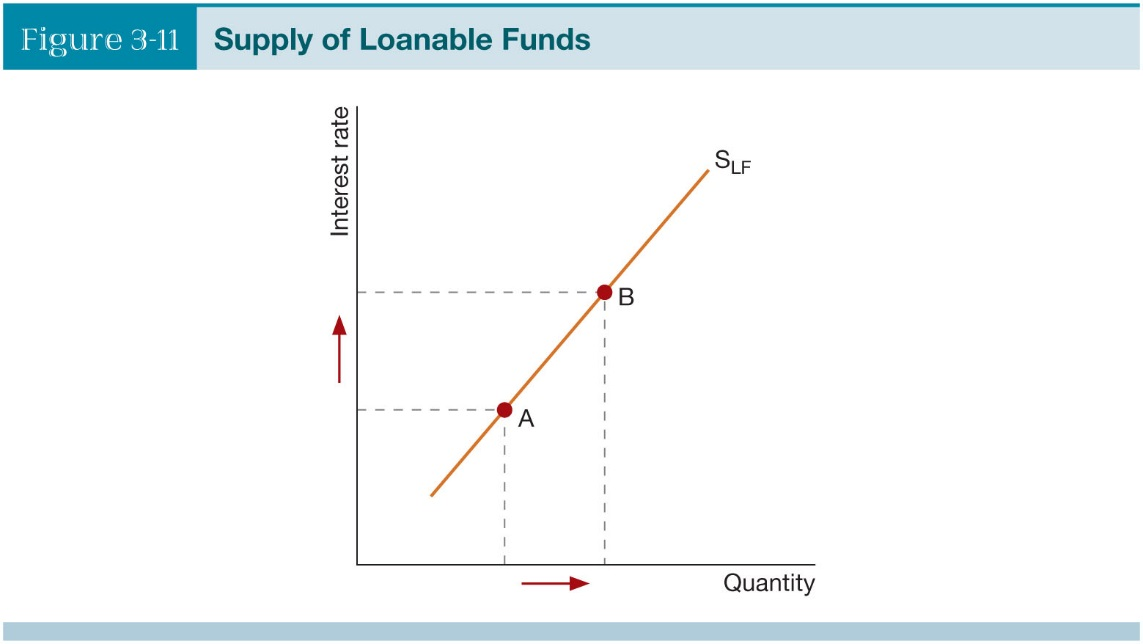 Figure 3-11 Supply of Loanable Funds
Interest rate
SLF
B
A
Quantity